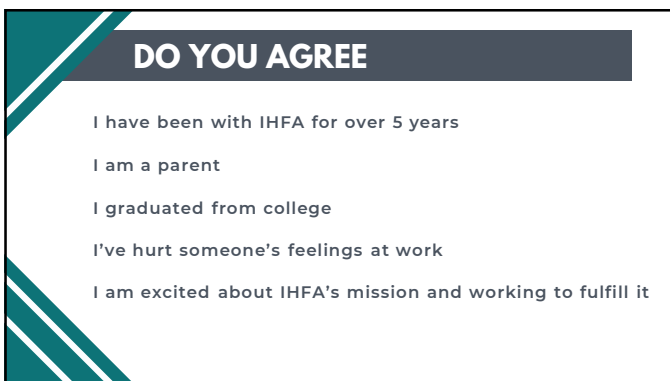 DO YOU AGREE
I have been with IHFA for over 5 years
I am a parent
I graduated from college
I’ve hurt someone’s feelings at work
I am excited about IHFA’s mission and working to fulfill it